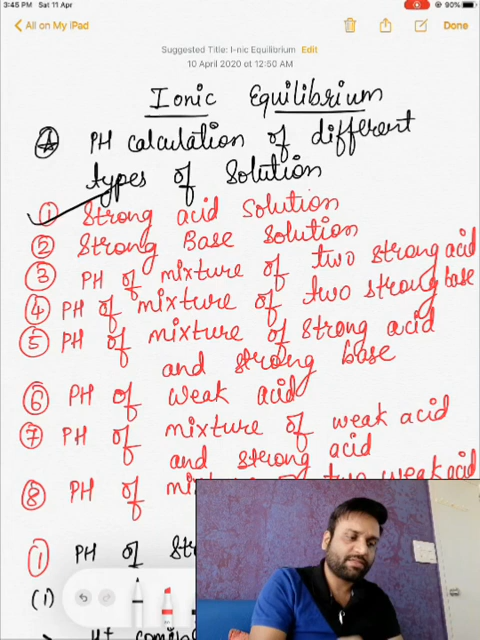 3:45 PM Sat 11 Apr
90%
All on My iPad
Done
Suggested Title: I-nic Equilibrium Edit
10 April 2020 at 12:50 AM
Ionic Equilibrium
PH calculation of different
types of Solution
① Strong acid Solution
② Strong Base Solution
③ PH of mixture of two strong acid
④ PH of mixture of two strong base
⑤ PH of mixture of strong acid
and strong base
⑥ PH of weak acid
⑦ PH of mixture of weak acid
and strong acid
⑧ PH of two weak acid
① PH of
(1)
H+